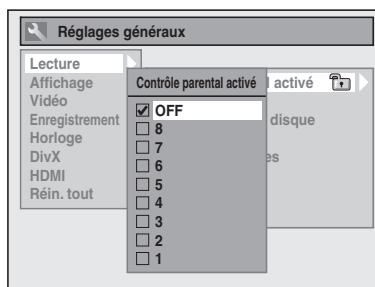 Réglages généraux
Lecture
Affichage
Vidéo
Enregistrement
Horloge
DivX
HDMI
Réin. tout
Contrôle parental activé
OFF
8
7
6
5
4
3
2
1
activé
disque